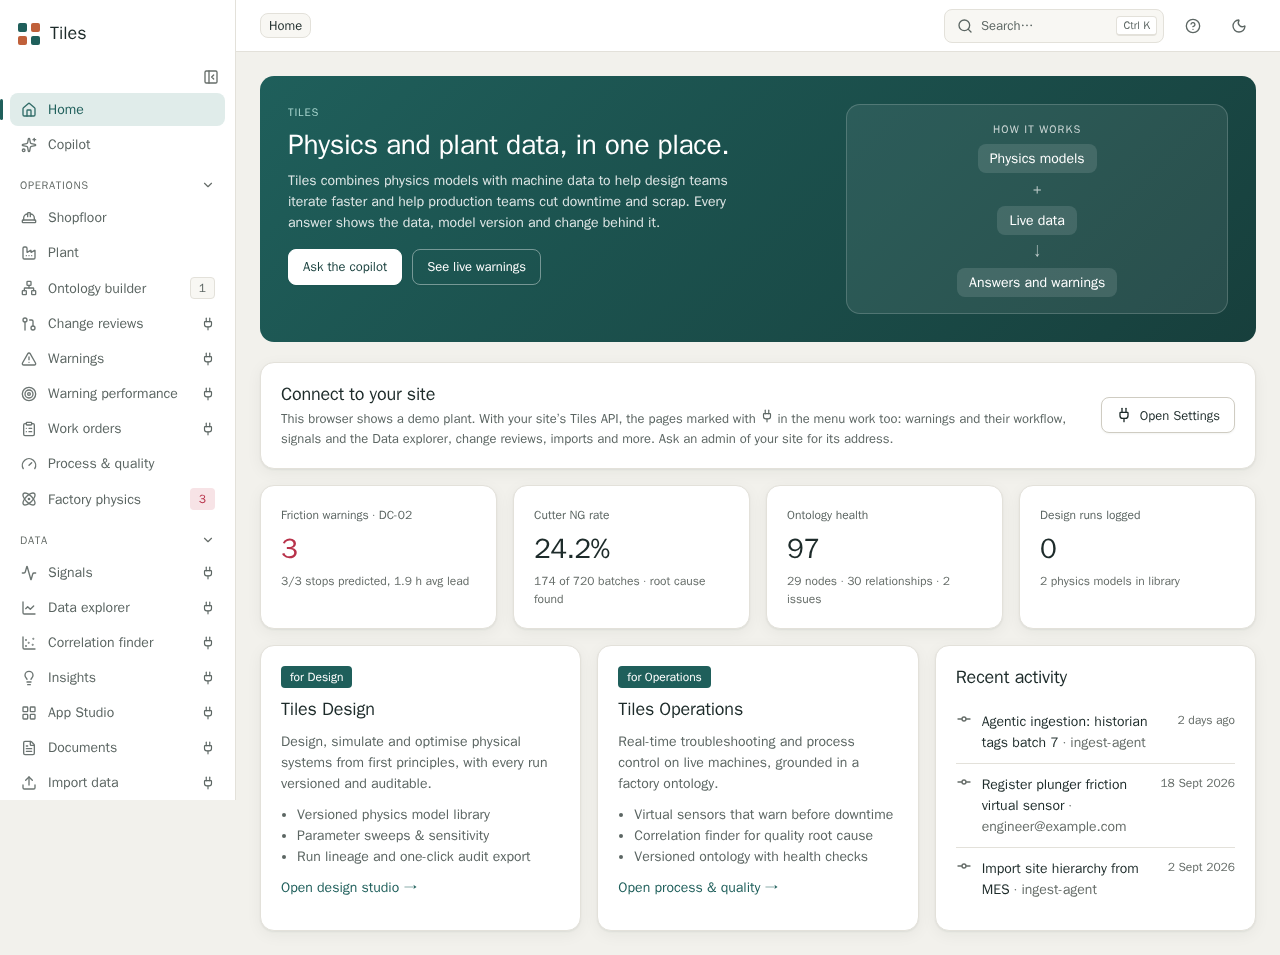 Tiles
Home
Copilot
OPERATIONS
Shopfloor
Plant
Ontology builder 1
Change reviews
Warnings
Warning performance
Work orders
Process & quality
Factory physics 3
DATA
Signals
Data explorer
Correlation finder
Insights
App Studio
Documents
Import data
Home
Search… Ctrl K
TILES
Physics and plant data, in one place.
Tiles combines physics models with machine data to help design teams
iterate faster and help production teams cut downtime and scrap. Every
answer shows the data, model version and change behind it.
Ask the copilot See live warnings
HOW IT WORKS
Physics models
+
Live data
↓
Answers and warnings
Connect to your site
This browser shows a demo plant. With your site's Tiles API, the pages marked with in the menu work too: warnings and their workflow,
signals and the Data explorer, change reviews, imports and more. Ask an admin of your site for its address.
Open Settings
Friction warnings · DC-02
3
3/3 stops predicted, 1.9 h avg lead
Cutter NG rate
24.2%
174 of 720 batches · root cause
found
Ontology health
97
29 nodes · 30 relationships · 2
issues
Design runs logged
0
2 physics models in library
for Design
Tiles Design
Design, simulate and optimise physical
systems from first principles, with every run
versioned and auditable.
• Versioned physics model library
• Parameter sweeps & sensitivity
• Run lineage and one-click audit export
Open design studio →
for Operations
Tiles Operations
Real-time troubleshooting and process
control on live machines, grounded in a
factory ontology.
• Virtual sensors that warn before downtime
• Correlation finder for quality root cause
• Versioned ontology with health checks
Open process & quality →
Recent activity
Agentic ingestion: historian 2 days ago
tags batch 7 · ingest-agent
Register plunger friction 18 Sept 2026
virtual sensor ·
engineer@example.com
Import site hierarchy from 2 Sept 2026
MES · ingest-agent